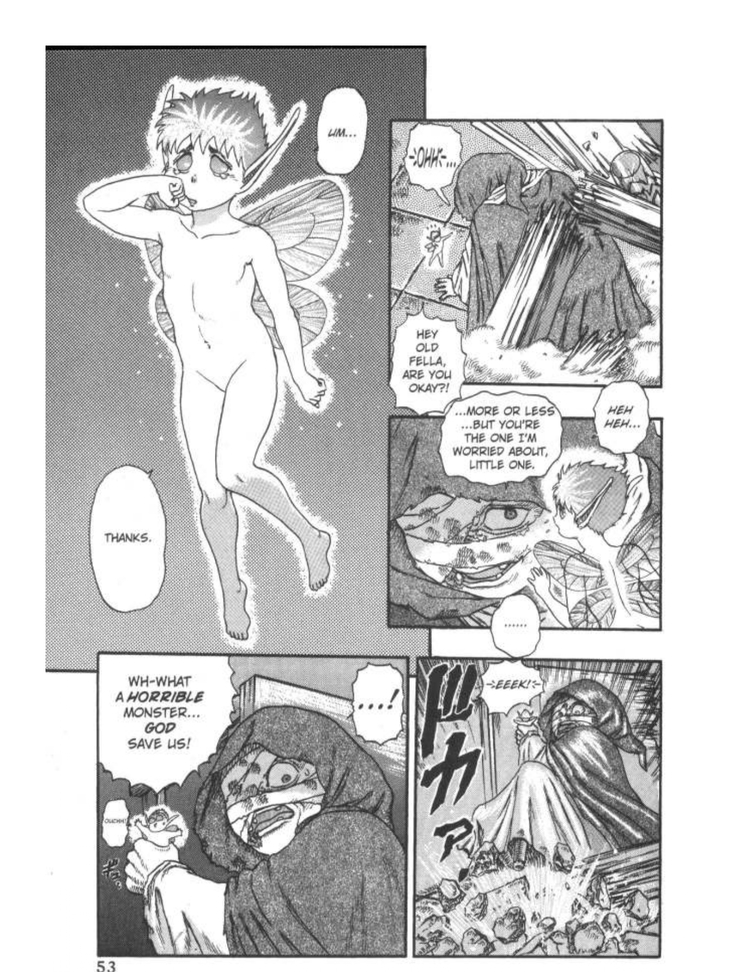 -)OHH(-...
HEY
OLD
FELLA,
ARE YOU
OKAY?!
HEH
HEH...
...MORE OR LESS
...BUT YOU'RE
THE ONE I'M
WORRIED ABOUT,
LITTLE ONE.
......
UM...
THANKS.
-)EEEK!(-
ドカァ
....!
WH-WHAT
A HORRIBLE
MONSTER...
GOD
SAVE US!
OUCHH!
53